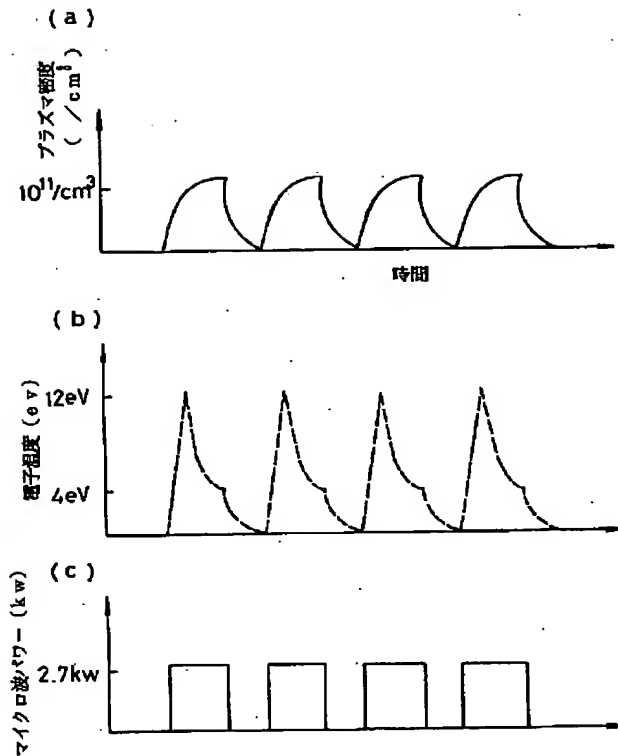 (a)
プラズマ密度
( /cm³ )
10¹¹/cm³
時間
(b)
電子温度(ev)
12eV
4eV
(c)
マイクロ波パワー(kw)
2.7kw